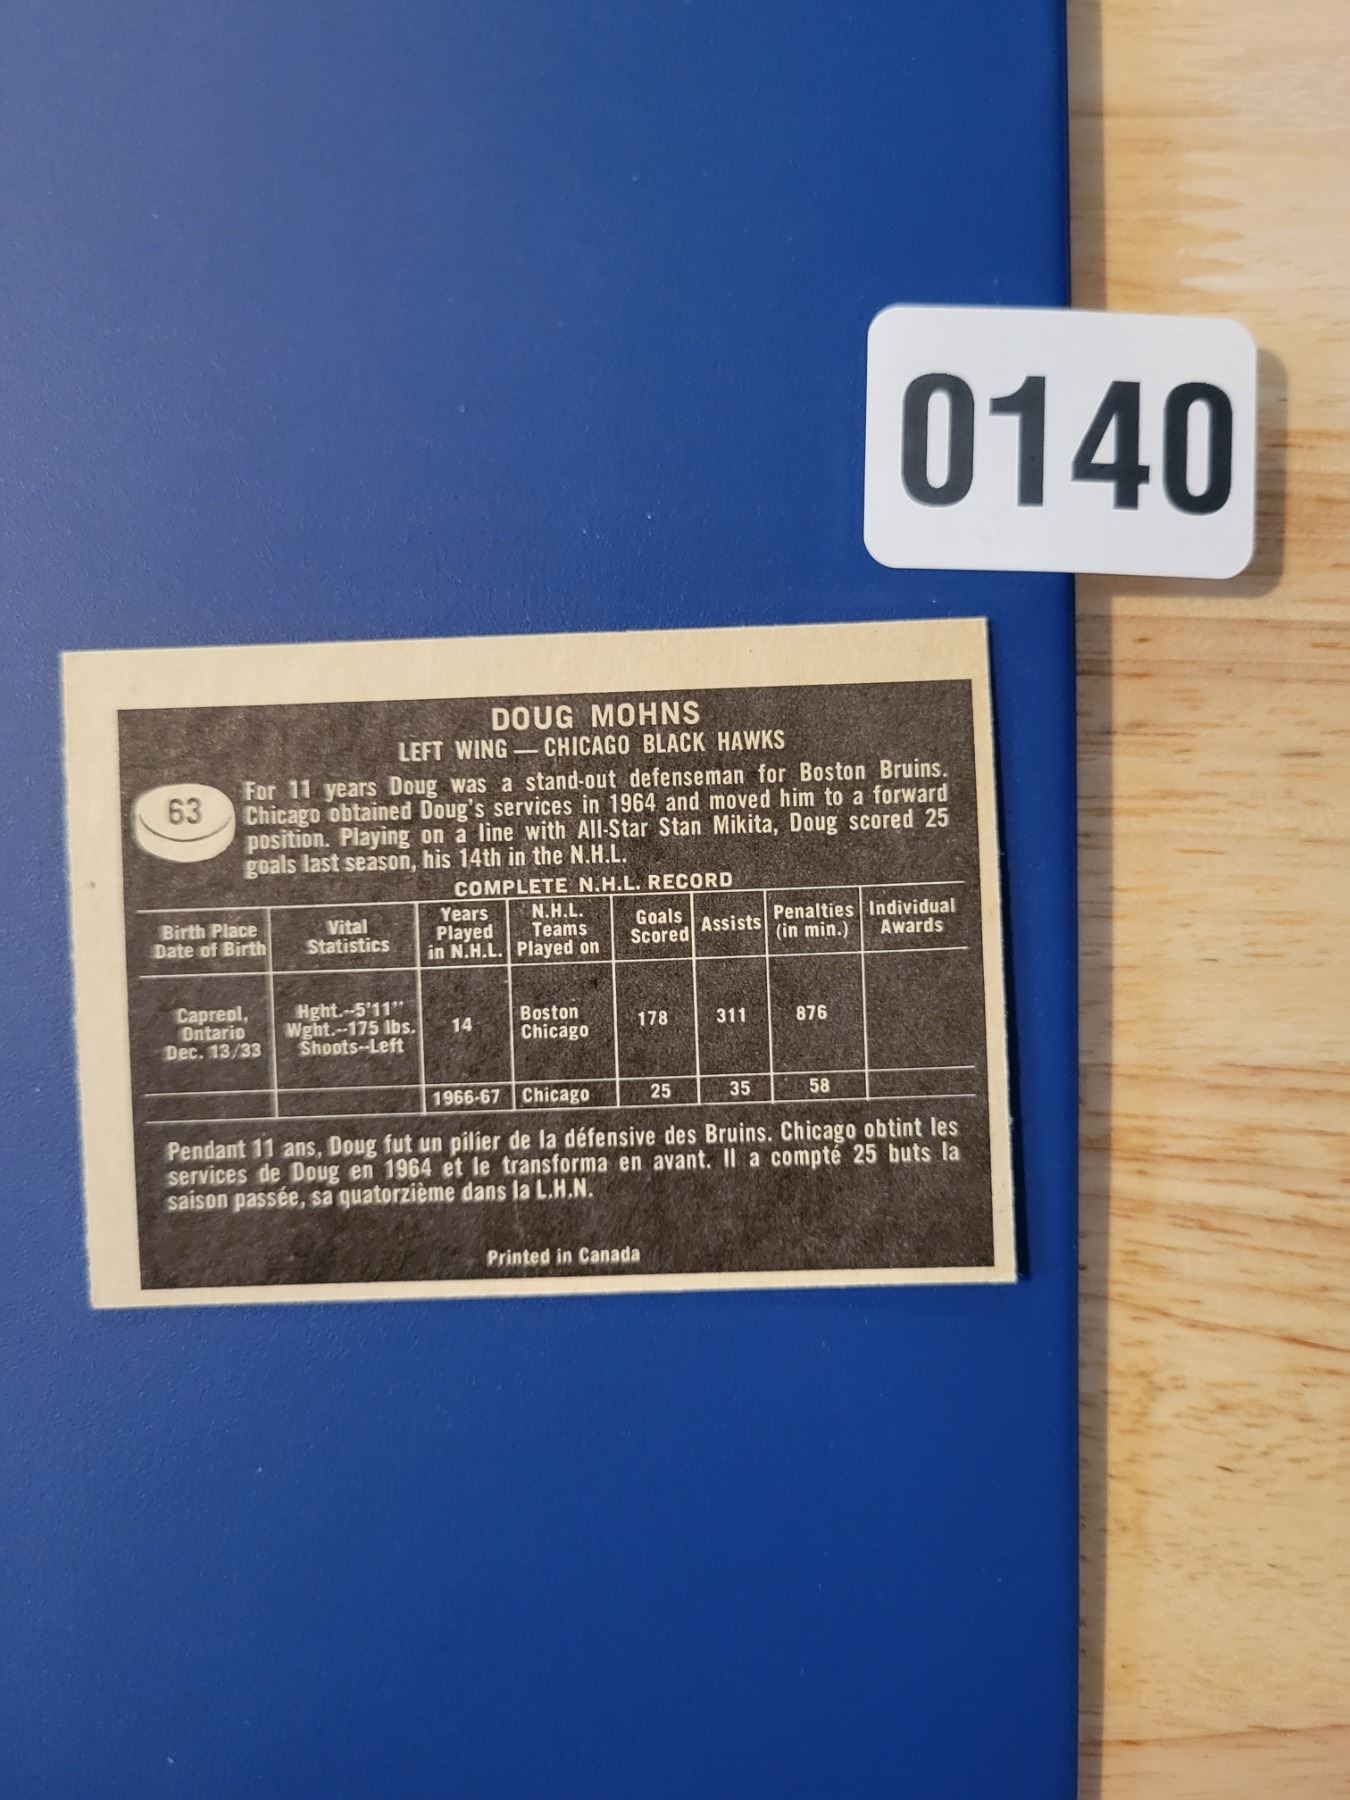 0140
DOUG MOHNS
LEFT WING — CHICAGO BLACK HAWKS
63
For 11 years Doug was a stand-out defenseman for Boston Bruins.
Chicago obtained Doug's services in 1964 and moved him to a forward
position. Playing on a line with All-Star Stan Mikita, Doug scored 25
goals last season, his 14th in the N.H.L.
COMPLETE N.H.L. RECORD
Birth Place
Date of Birth
Vital
Statistics
Years
Played
in N.H.L.
N.H.L.
Teams
Played on
Goals
Scored
Assists
Penalties
(in min.)
Individual
Awards
Capreol,
Ontario
Dec. 13/33
Hght.--5'11"
Wght.--175 lbs.
Shoots--Left
14
Boston
Chicago
178
311
876
1966-67
Chicago
25
35
58
Pendant 11 ans, Doug fut un pilier de la défensive des Bruins. Chicago obtint les
services de Doug en 1964 et le transforma en avant. Il a compté 25 buts la
saison passée, sa quatorzième dans la L.H.N.
Printed in Canada